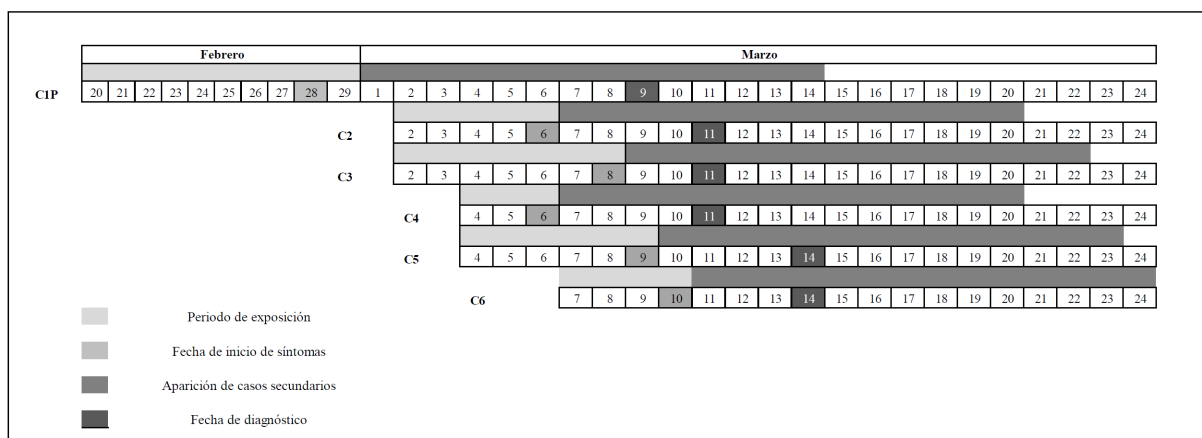 Febrero Marzo
C1P 20 21 22 23 24 25 26 27 28 29 1 2 3 4 5 6 7 8 9 10 11 12 13 14 15 16 17 18 19 20 21 22 23 24
C2 2 3 4 5 6 7 8 9 10 11 12 13 14 15 16 17 18 19 20 21 22 23 24
C3 2 3 4 5 6 7 8 9 10 11 12 13 14 15 16 17 18 19 20 21 22 23 24
C4 4 5 6 7 8 9 10 11 12 13 14 15 16 17 18 19 20 21 22 23 24
C5 4 5 6 7 8 9 10 11 12 13 14 15 16 17 18 19 20 21 22 23 24
C6 7 8 9 10 11 12 13 14 15 16 17 18 19 20 21 22 23 24
Periodo de exposición
Fecha de inicio de síntomas
Aparición de casos secundarios
Fecha de diagnóstico